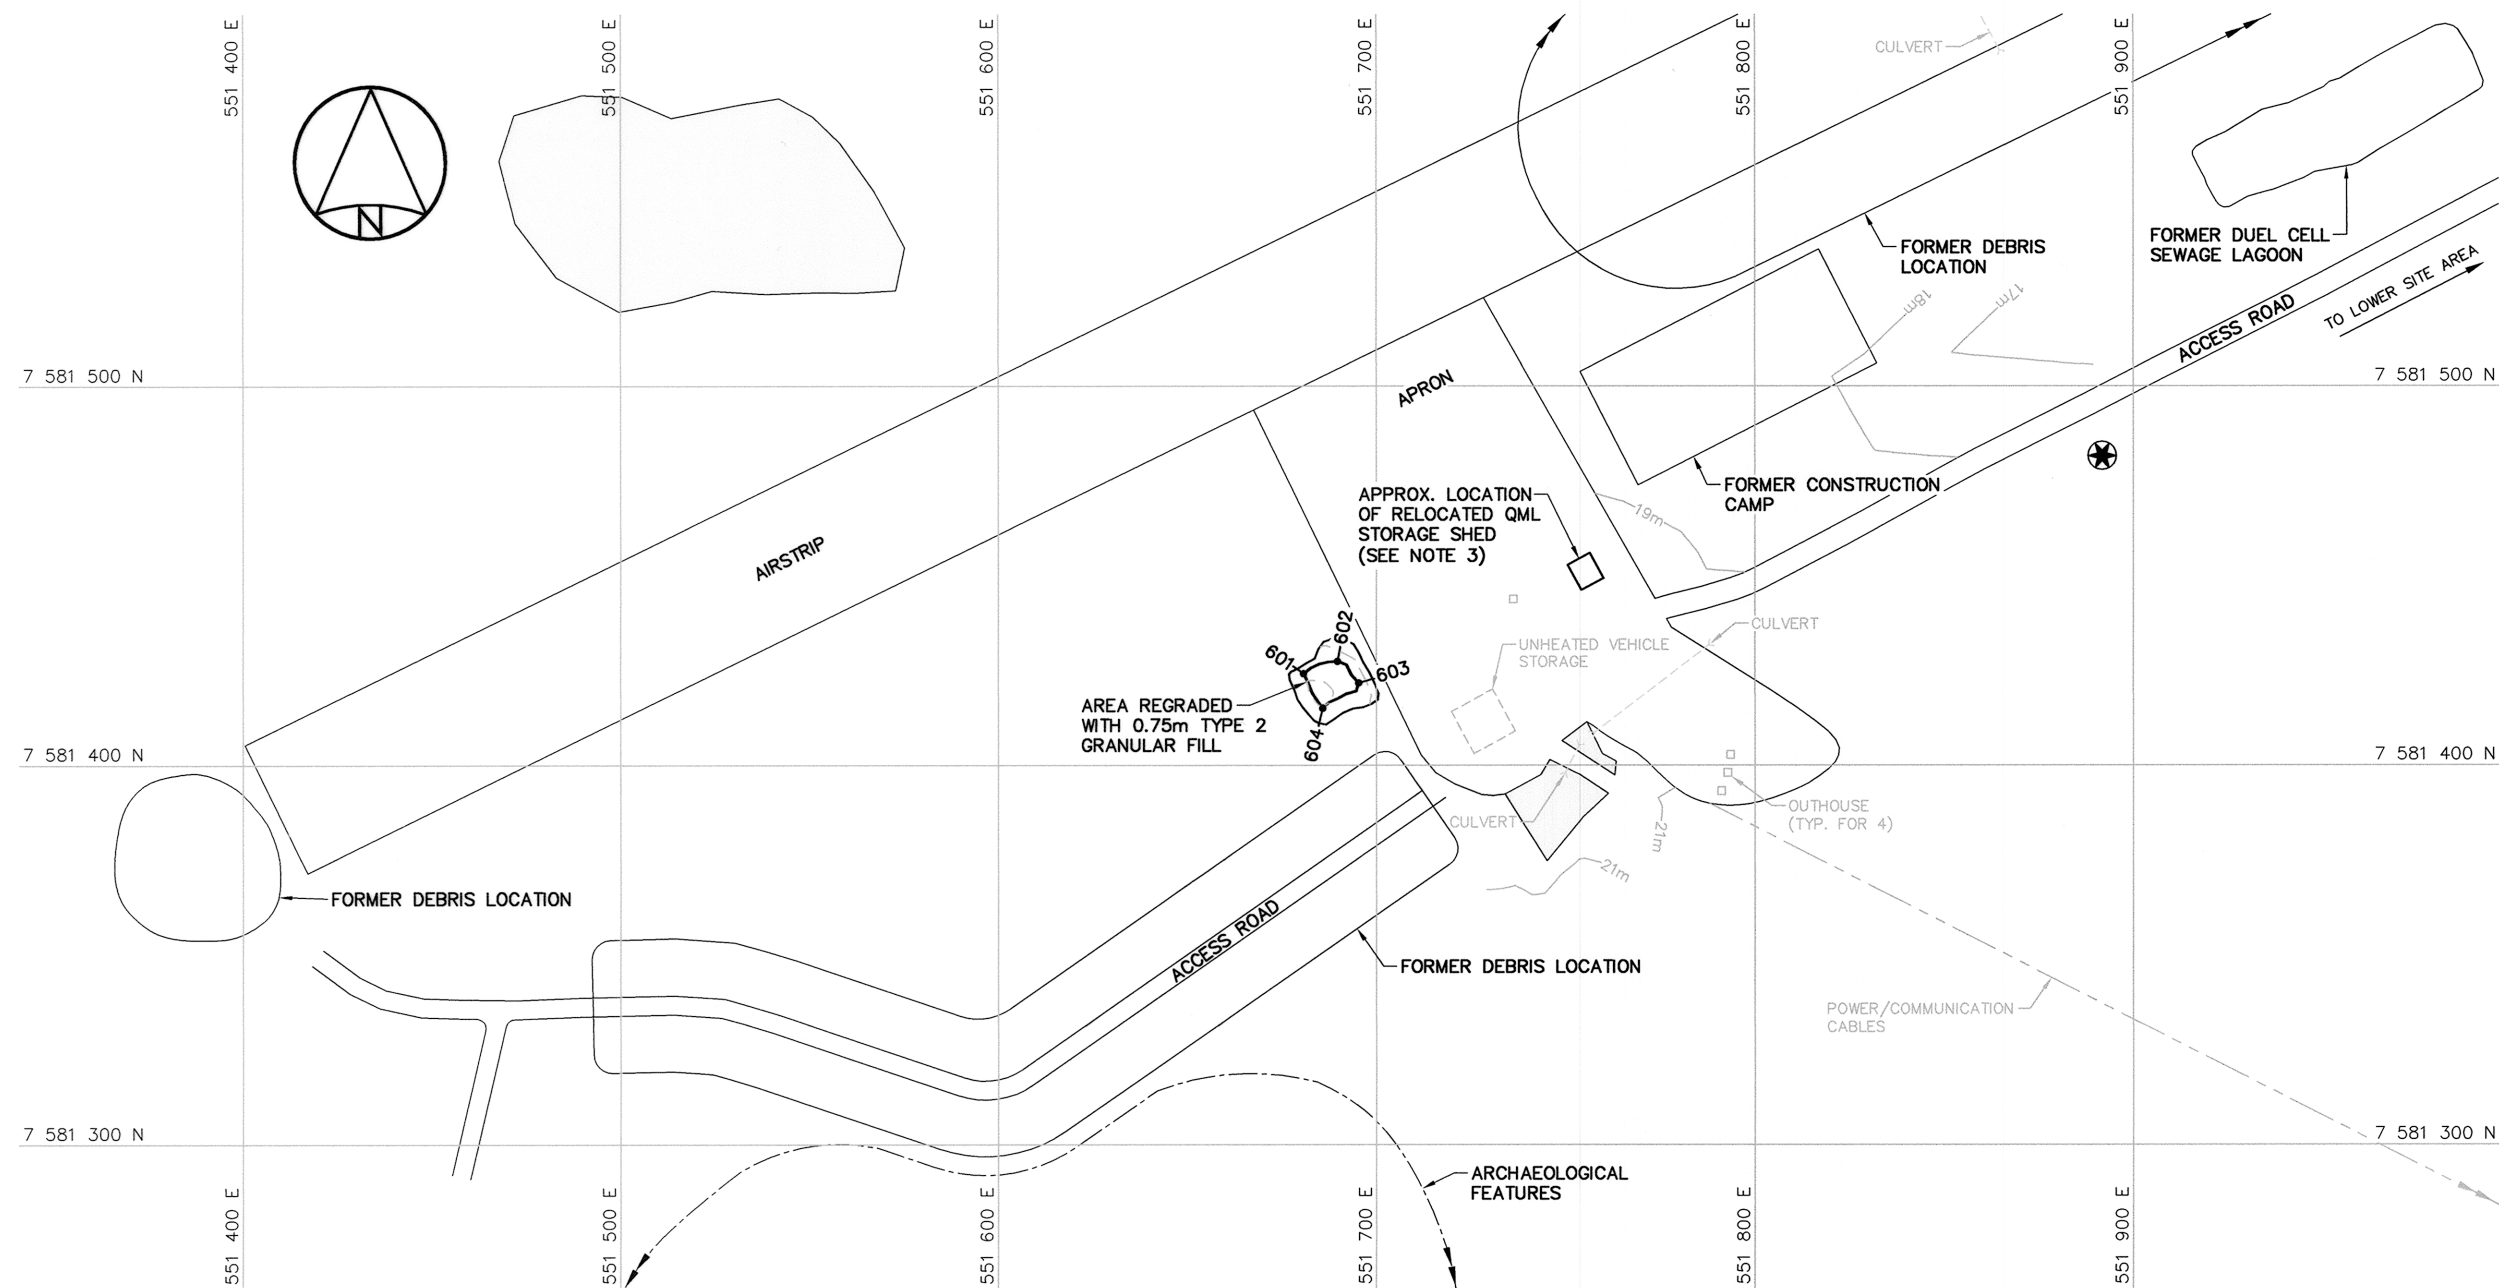 551 400 E
551 500 E
551 600 E
551 700 E
551 800 E
551 900 E
CULVERT
N
FORMER DEBRIS
LOCATION
FORMER DUEL CELL
SEWAGE LAGOON
TO LOWER SITE AREA
ACCESS ROAD
18m
17m
7 581 500 N
7 581 500 N
APRON
APPROX. LOCATION
OF RELOCATED QML
STORAGE SHED
(SEE NOTE 3)
FORMER CONSTRUCTION
CAMP
19m
AIRSTRIP
CULVERT
UNHEATED VEHICLE
STORAGE
601
602
603
604
AREA REGRADED
WITH 0.75m TYPE 2
GRANULAR FILL
7 581 400 N
7 581 400 N
CULVERT
OUTHOUSE
(TYP. FOR 4)
21m
21m
FORMER DEBRIS LOCATION
ACCESS ROAD
FORMER DEBRIS LOCATION
POWER/COMMUNICATION
CABLES
7 581 300 N
7 581 300 N
ARCHAEOLOGICAL
FEATURES
551 400 E
551 500 E
551 600 E
551 700 E
551 800 E
551 900 E